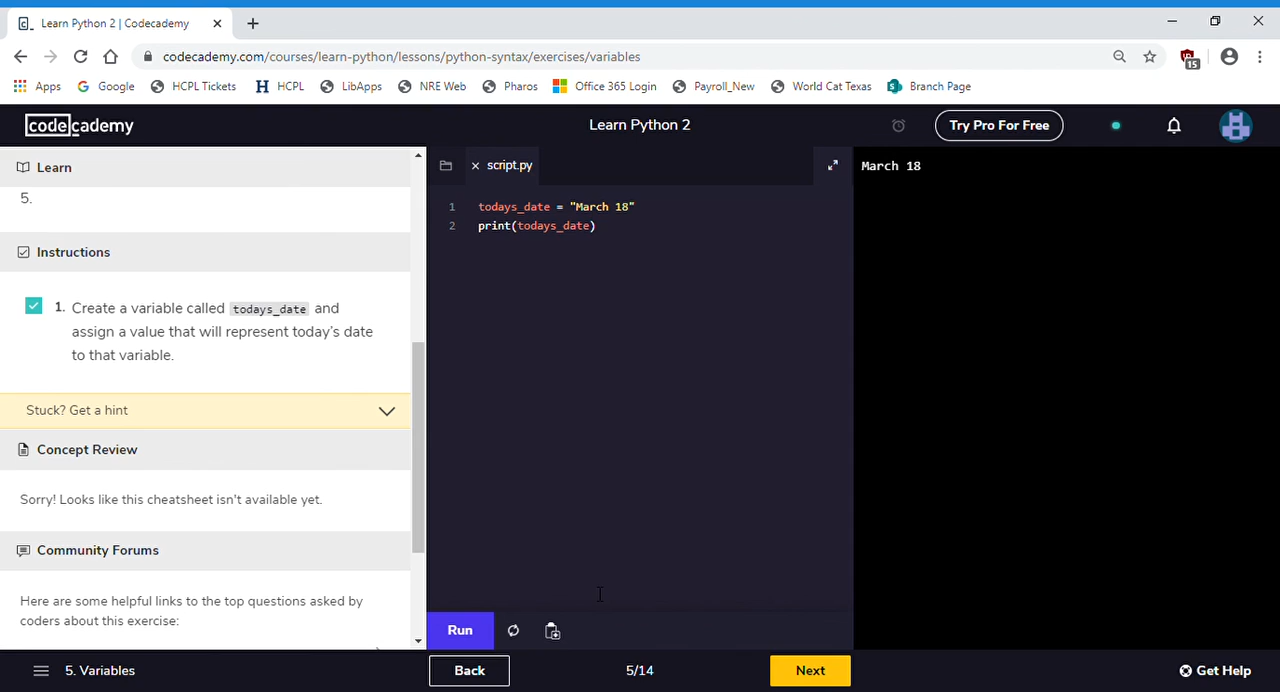 Learn Python 2 | Codecademy
codecademy.com/courses/learn-python/lessons/python-syntax/exercises/variables
15
Apps Google HCPL Tickets HCPL LibApps NRE Web Pharos Office 365 Login Payroll_New World Cat Texas Branch Page
codecademy Learn Python 2 Try Pro For Free
Learn
5.
Instructions
1. Create a variable called todays_date and
assign a value that will represent today's date
to that variable.
Stuck? Get a hint
Concept Review
Sorry! Looks like this cheatsheet isn't available yet.
Community Forums
Here are some helpful links to the top questions asked by
coders about this exercise:
script.py
1 todays_date = "March 18"
2 print(todays_date)
Run
March 18
5. Variables Back 5/14 Next Get Help